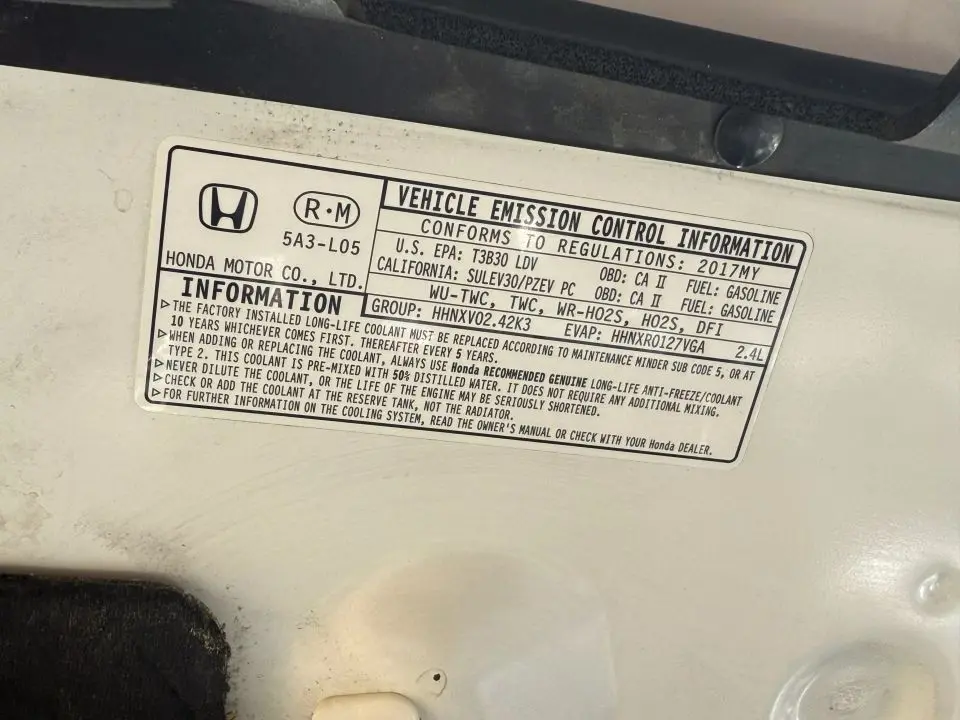 R·M
5A3-L05
HONDA MOTOR CO., LTD.
VEHICLE EMISSION CONTROL INFORMATION
CONFORMS TO REGULATIONS: 2017MY
U.S. EPA: T3B30 LDV OBD: CA II FUEL: GASOLINE
CALIFORNIA: SULEV30/PZEV PC OBD: CA II FUEL: GASOLINE
WU-TWC, TWC, WR-HO2S, HO2S, DFI
GROUP: HHNXV02.42K3 EVAP: HHNXR0127VGA 2.4L
INFORMATION
▷THE FACTORY INSTALLED LONG-LIFE COOLANT MUST BE REPLACED ACCORDING TO MAINTENANCE MINDER SUB CODE 5, OR AT
10 YEARS WHICHEVER COMES FIRST. THEREAFTER EVERY 5 YEARS.
▷WHEN ADDING OR REPLACING THE COOLANT, ALWAYS USE Honda RECOMMENDED GENUINE LONG-LIFE ANTI-FREEZE/COOLANT
TYPE 2. THIS COOLANT IS PRE-MIXED WITH 50% DISTILLED WATER. IT DOES NOT REQUIRE ANY ADDITIONAL MIXING.
▷NEVER DILUTE THE COOLANT, OR THE LIFE OF THE ENGINE MAY BE SERIOUSLY SHORTENED.
▷CHECK OR ADD THE COOLANT AT THE RESERVE TANK, NOT THE RADIATOR.
▷FOR FURTHER INFORMATION ON THE COOLING SYSTEM, READ THE OWNER'S MANUAL OR CHECK WITH YOUR Honda DEALER.